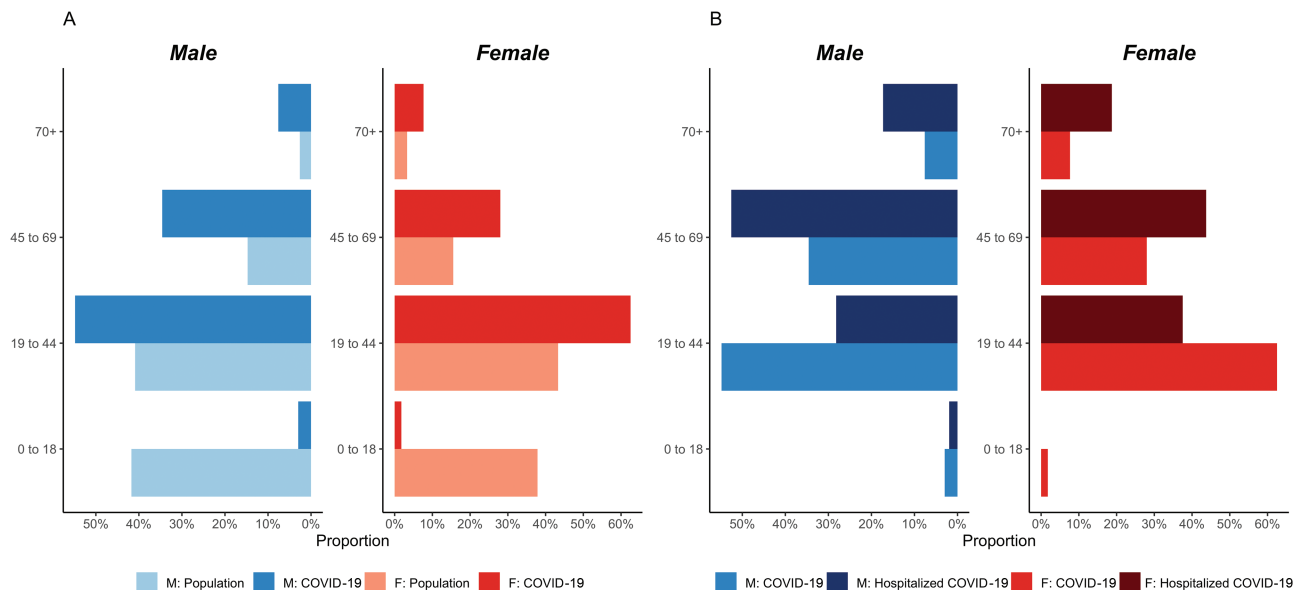 A
B
Male
Female
Male
Female
70+
70+
70+
70+
45 to 69
45 to 69
45 to 69
45 to 69
19 to 44
19 to 44
19 to 44
19 to 44
0 to 18
0 to 18
0 to 18
0 to 18
50% 40% 30% 20% 10% 0%
0% 10% 20% 30% 40% 50% 60%
50% 40% 30% 20% 10% 0%
0% 10% 20% 30% 40% 50% 60%
Proportion
Proportion
M: Population M: COVID-19 F: Population F: COVID-19
M: COVID-19 M: Hospitalized COVID-19 F: COVID-19 F: Hospitalized COVID-19